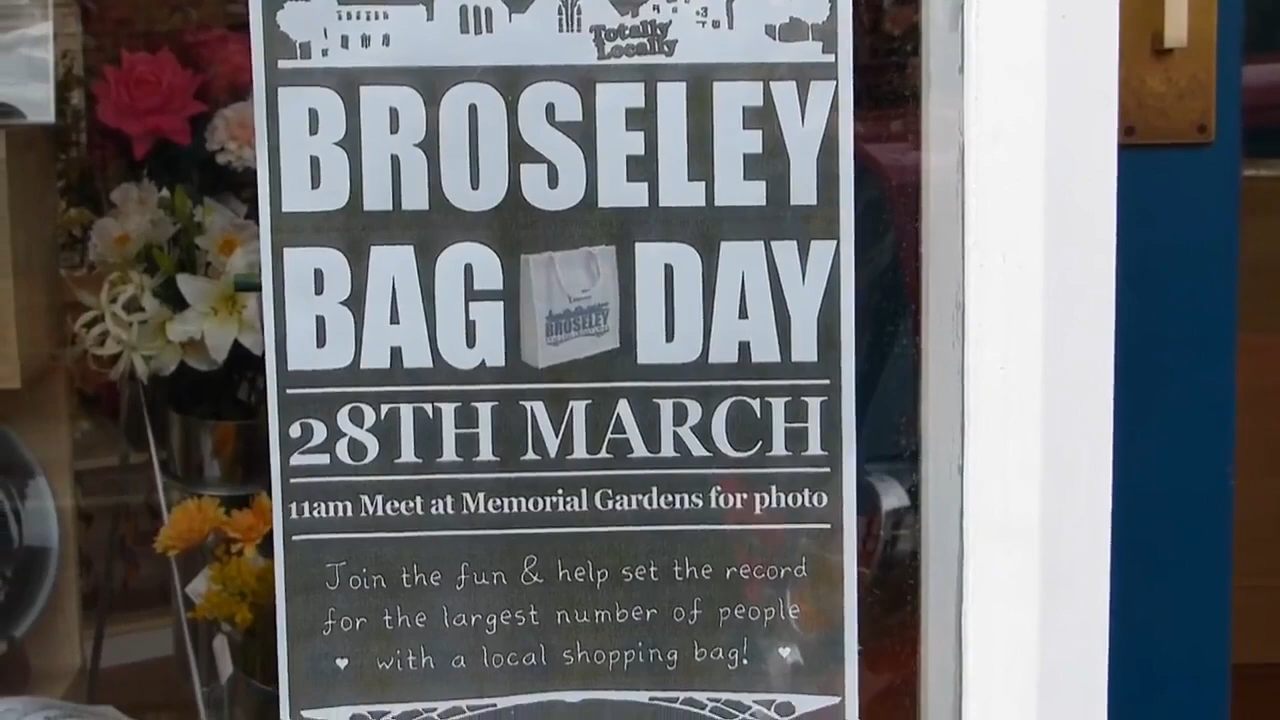 Totally
Locally
BROSELEY
BAG DAY
BROSELEY
28TH MARCH
11am Meet at Memorial Gardens for photo
Join the fun & help set the record
for the largest number of people
♥ with a local shopping bag! ♥